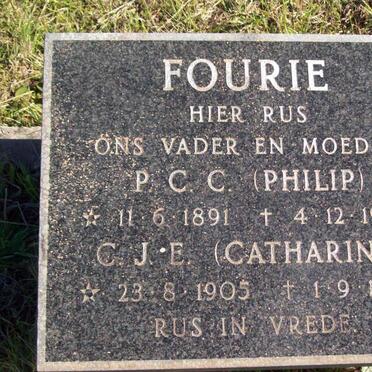 FOURIE
HIER RUS
ONS VADER EN MOED
P. C. C. (PHILIP)
☆ 11·6·1891 † 4·12·1
C. J. E. (CATHARIN
☆ 23·8·1905 † 1·9·1
RUS IN VREDE.